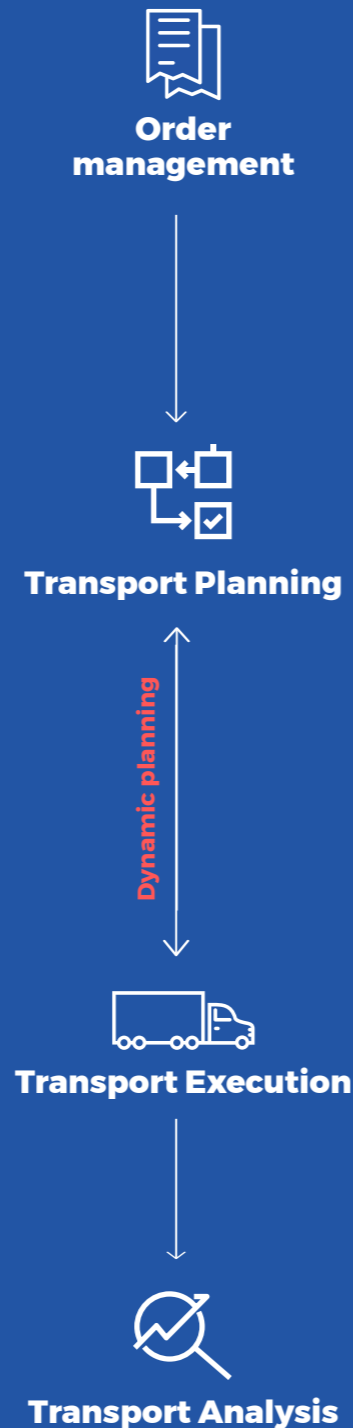 Order
management
Transport Planning
Dynamic planning
Transport Execution
Transport Analysis